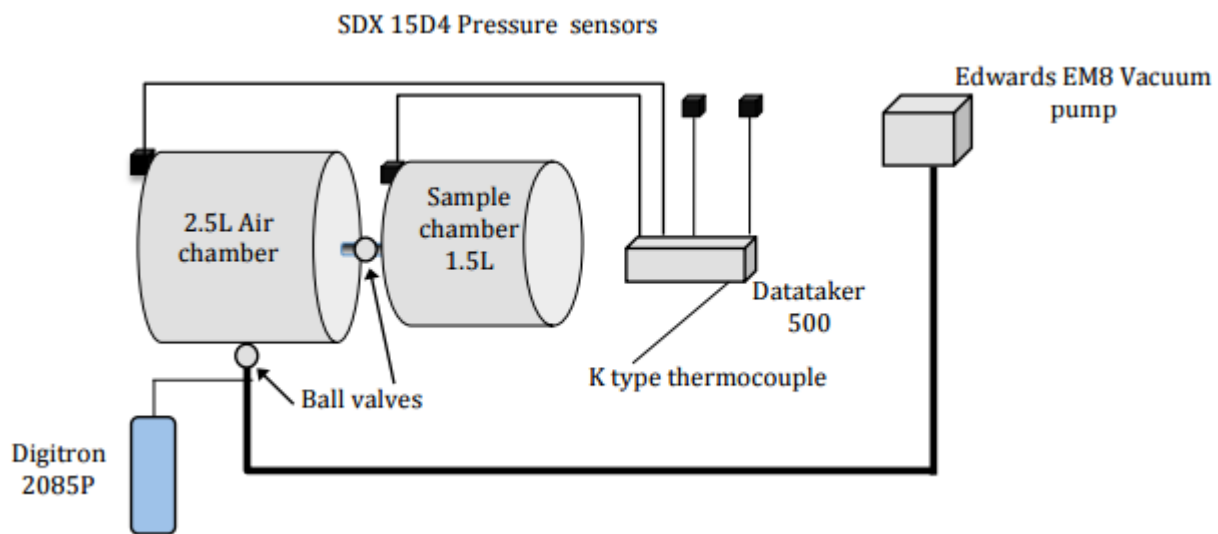 SDX 15D4 Pressure sensors
Edwards EM8 Vacuum
pump
2.5L Air
chamber
Sample
chamber
1.5L
Datataker
500
K type thermocouple
Ball valves
Digitron
2085P